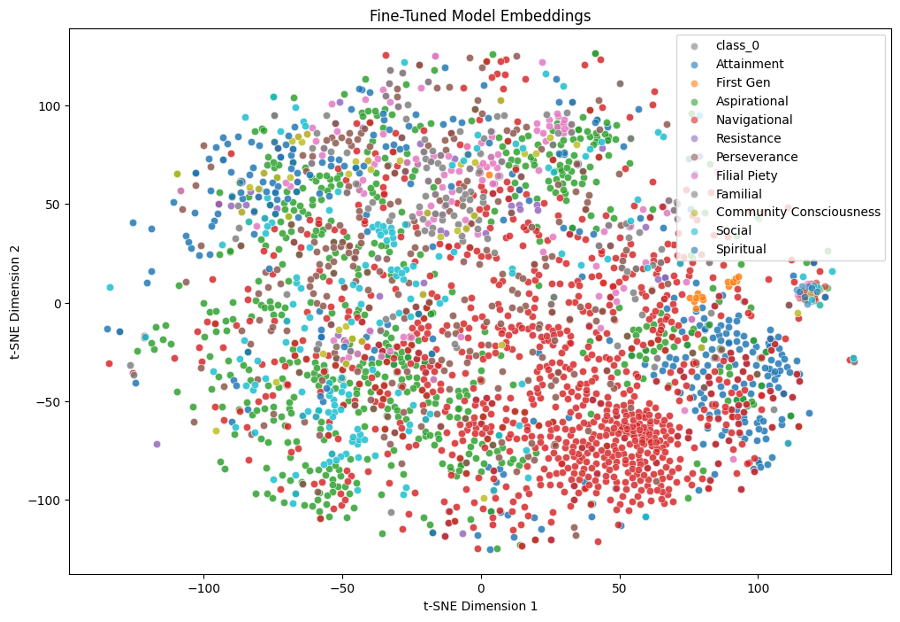 Fine-Tuned Model Embeddings
class_0
Attainment
First Gen
Aspirational
Navigational
Resistance
Perseverance
Filial Piety
Familial
Community Consciousness
Social
Spiritual
t-SNE Dimension 2
100
50
0
−50
−100
−100
−50
0
50
100
t-SNE Dimension 1